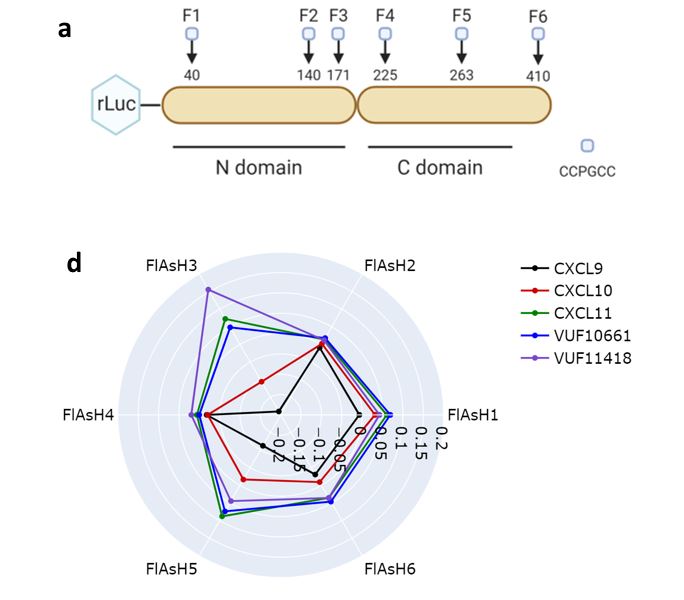 a
F1 F2 F3 F4 F5 F6
40 140 171 225 263 410
rLuc
N domain C domain
CCPGCC
d
FlAsH3 FlAsH2
CXCL9
CXCL10
CXCL11
VUF10661
VUF11418
FlAsH4 FlAsH1
−0.2 −0.15 −0.1 −0.05 0 0.05 0.1 0.15 0.2
FlAsH5 FlAsH6